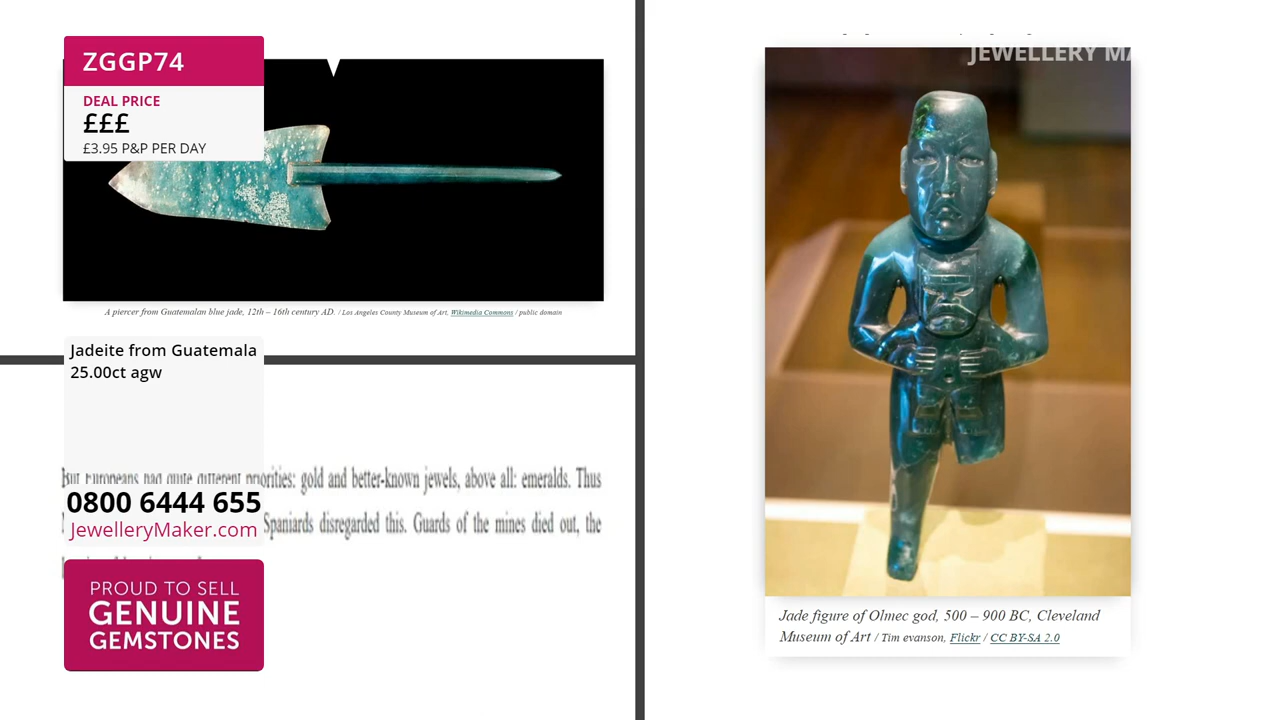 ZGGP74
DEAL PRICE
£££
£3.95 P&P PER DAY
A piercer from Guatemalan blue jade, 12th – 16th century AD. / Los Angeles County Museum of Art, Wikimedia Commons / public domain
Jadeite from Guatemala
25.00ct agw
But Europeans had quite different priorities: gold and better-known jewels, above all: emeralds. Thus
0800 6444 655
Spaniards disregarded this. Guards of the mines died out, the
JewelleryMaker.com
PROUD TO SELL
GENUINE
GEMSTONES
JEWELLERY MA
Jade figure of Olmec god, 500 – 900 BC, Cleveland
Museum of Art / Tim evanson, Flickr / CC BY-SA 2.0